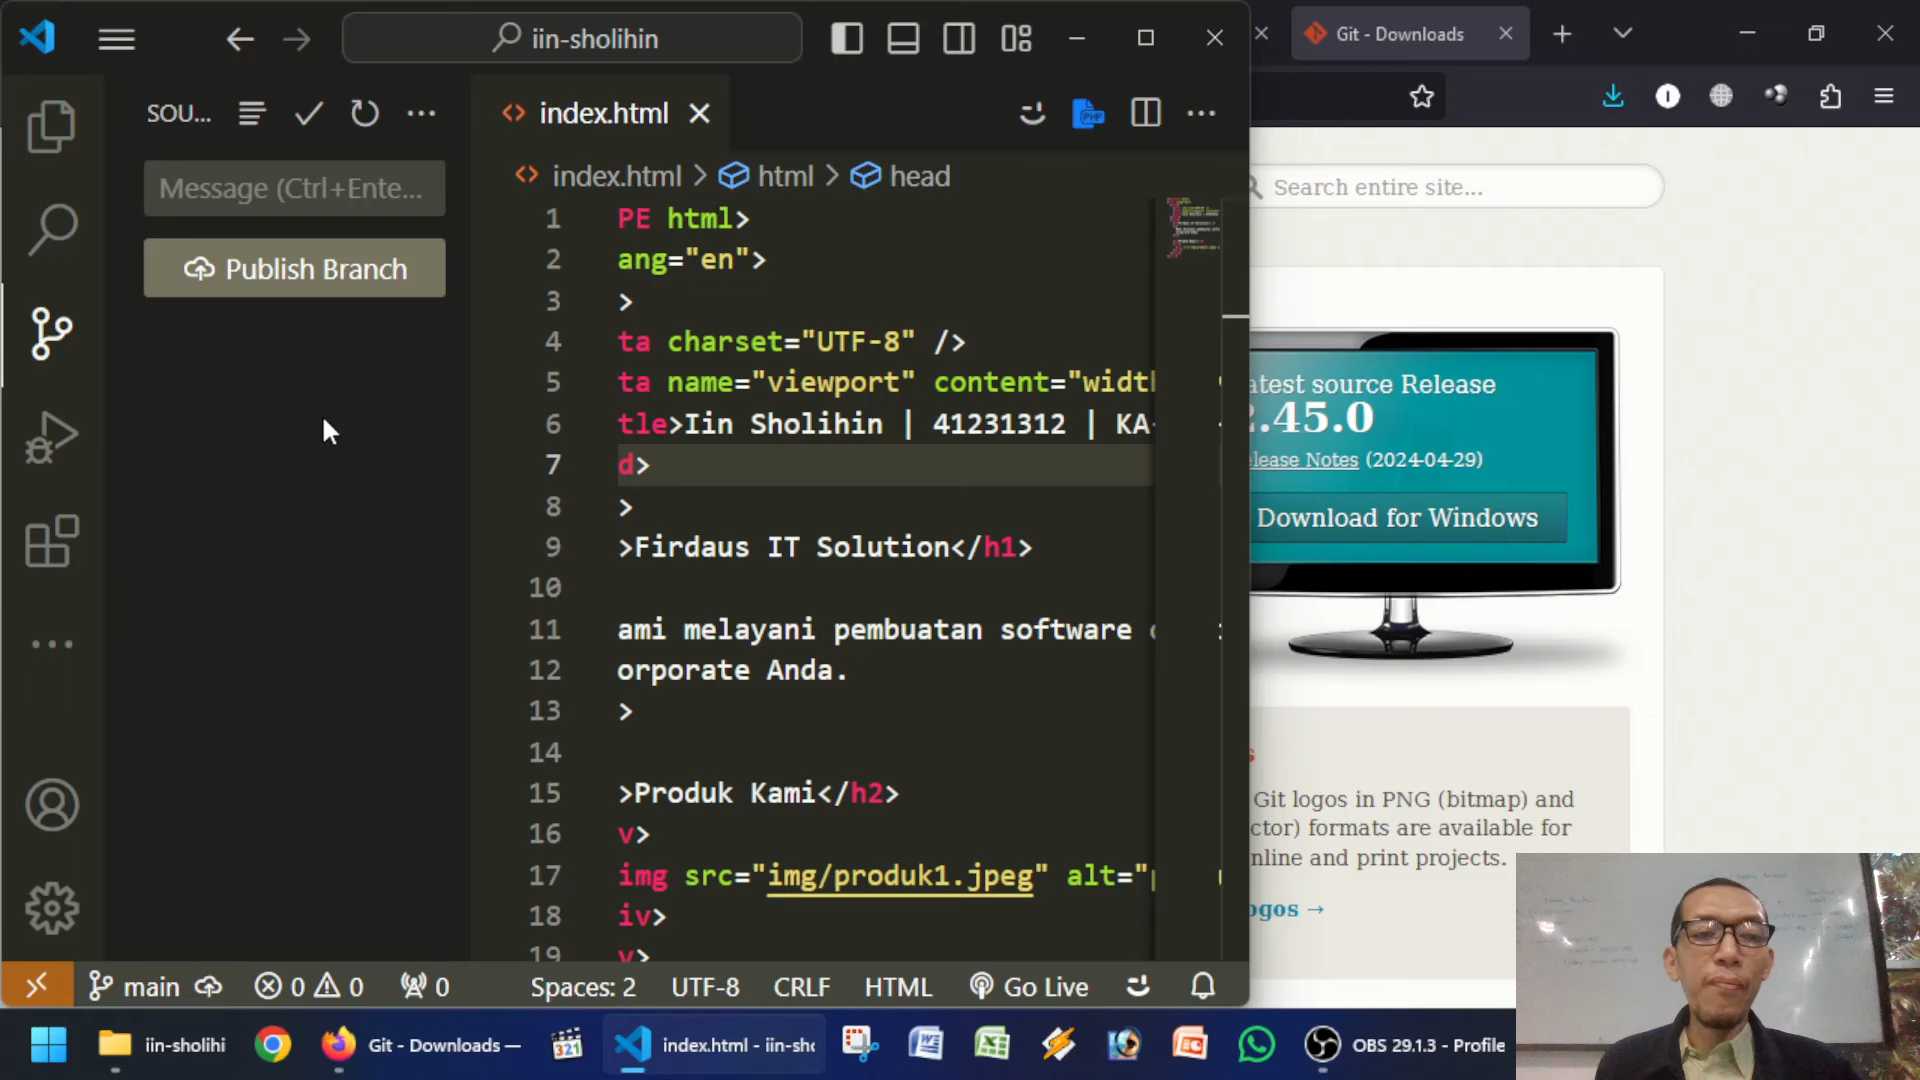 iin-sholihin
SOU...
Message (Ctrl+Ente...
Publish Branch
index.html
index.html > html > head
1 PE html>
2 ang="en">
3 >
4 ta charset="UTF-8" />
5 ta name="viewport" content="width
6 tle>Iin Sholihin | 41231312 | KA
7 d>
8 >
9 >Firdaus IT Solution</h1>
10
11 ami melayani pembuatan software
12 orporate Anda.
13 >
14
15 >Produk Kami</h2>
16 v>
17 img src="img/produk1.jpeg" alt="p
18 iv>
19 v>
main
0
0
0
Spaces: 2
UTF-8
CRLF
HTML
Go Live
Git - Downloads
Search entire site...
atest source Release
2.45.0
lease Notes (2024-04-29)
Download for Windows
s
Git logos in PNG (bitmap) and
ctor) formats are available for
nline and print projects.
ogos →
iin-sholihi
Git - Downloads —
321
index.html - iin-sho
OBS 29.1.3 - Profile